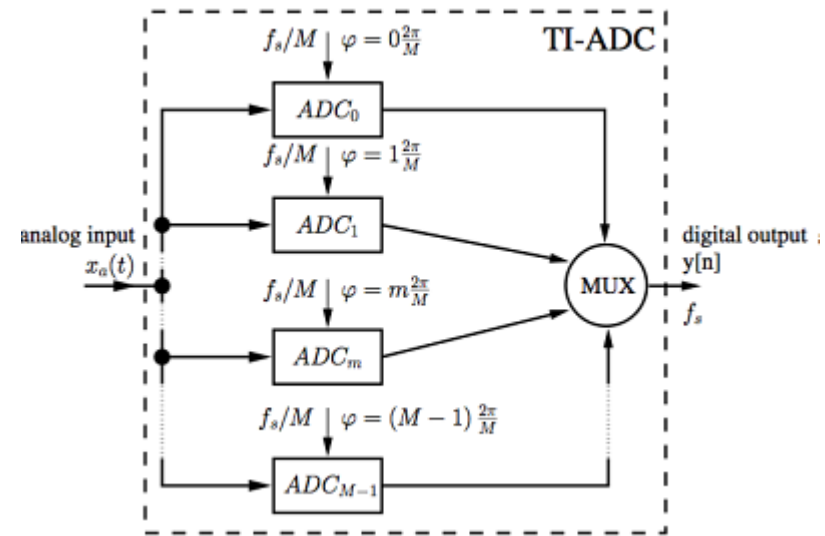 TI-ADC
f_s/M φ = 0 2π/M
ADC_0
f_s/M φ = 1 2π/M
ADC_1
analog input
x_a(t)
f_s/M φ = m 2π/M
ADC_m
MUX
digital output
y[n]
f_s
f_s/M φ = (M − 1) 2π/M
ADC_{M−1}